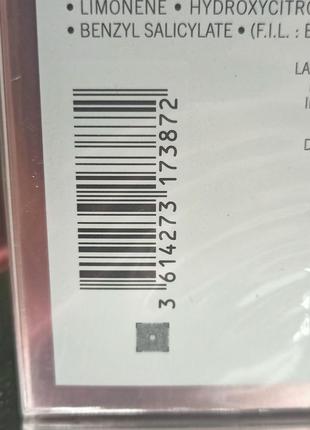 • LIMONENE • HYDROXYCITRO
• BENZYL SALICYLATE • (F.I.L. : B
LA
I
D
3 614273 173872